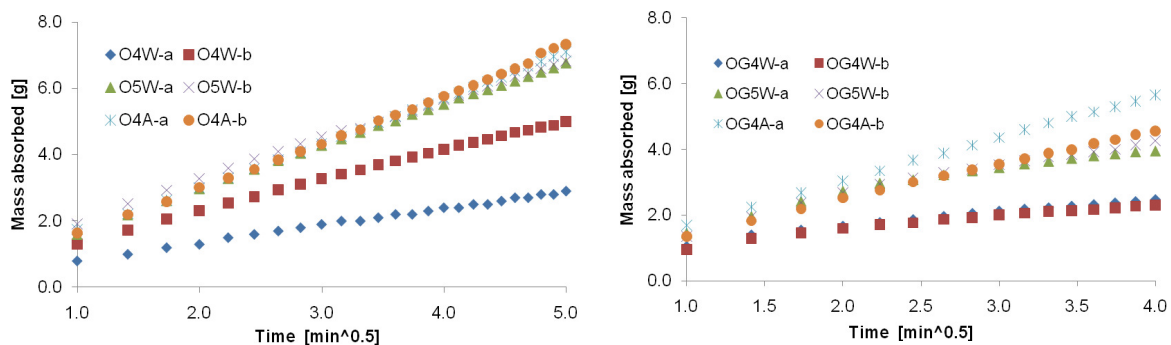 8.0
6.0
4.0
2.0
0.0
Mass absorbed [g]
O4W-a O4W-b
O5W-a O5W-b
O4A-a O4A-b
1.0 2.0 3.0 4.0 5.0
Time [min^0.5]
8.0
6.0
4.0
2.0
0.0
Mass absorbed [g]
OG4W-a OG4W-b
OG5W-a OG5W-b
OG4A-a OG4A-b
1.0 1.5 2.0 2.5 3.0 3.5 4.0
Time [min^0.5]